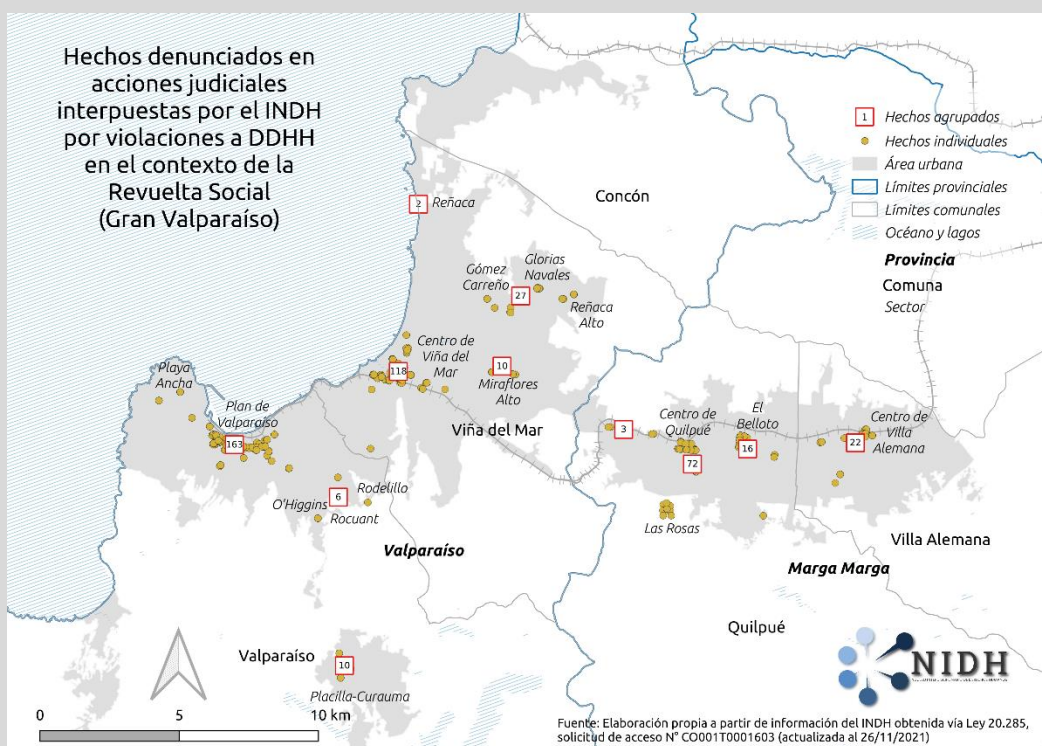 Hechos denunciados en
acciones judiciales
interpuestas por el INDH
por violaciones a DDHH
en el contexto de la
Revuelta Social
(Gran Valparaíso)
1 Hechos agrupados
Hechos individuales
Área urbana
Límites provinciales
Límites comunales
Océano y lagos
Provincia
Comuna
Sector
Concón
2 Reñaca
Glorias
Navales
Gómez
Carreño
27
Reñaca
Alto
Centro de
Viña del
Mar
118
10
Miraflores
Alto
Viña del Mar
Playa
Ancha
Plan de
Valparaíso
163
6
Rodelillo
O'Higgins
Rocuant
Valparaíso
3
Centro de
Quilpué
72
El
Belloto
16
22
Centro de
Villa
Alemana
Las Rosas
Villa Alemana
Marga Marga
Quilpué
Valparaíso
10
Placilla-Curauma
0 5 10 km
NIDH
Fuente: Elaboración propia a partir de información del INDH obtenida vía Ley 20.285,
solicitud de acceso N° CO001T0001603 (actualizada al 26/11/2021)